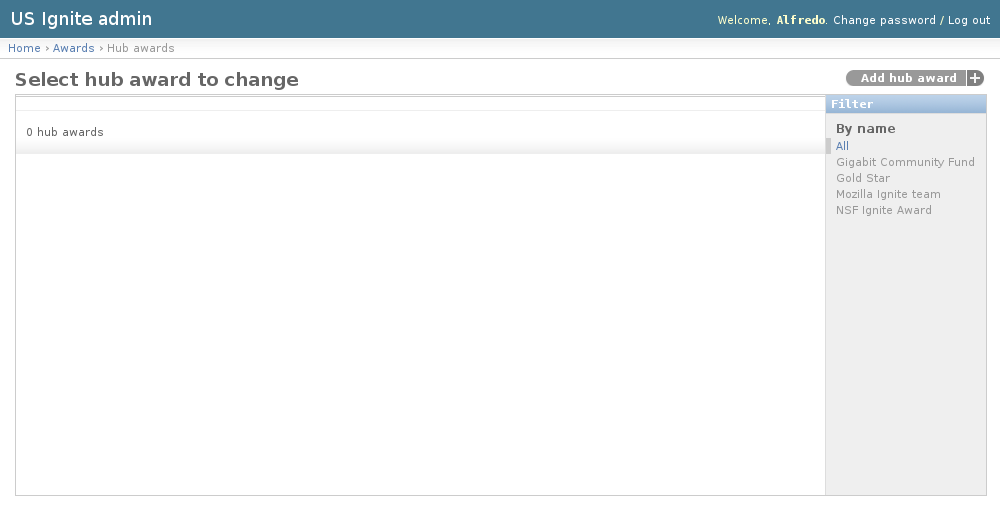 US Ignite admin
Welcome, Alfredo. Change password / Log out
Home › Awards › Hub awards
Select hub award to change
Add hub award +
0 hub awards
Filter
By name
All
Gigabit Community Fund
Gold Star
Mozilla Ignite team
NSF Ignite Award